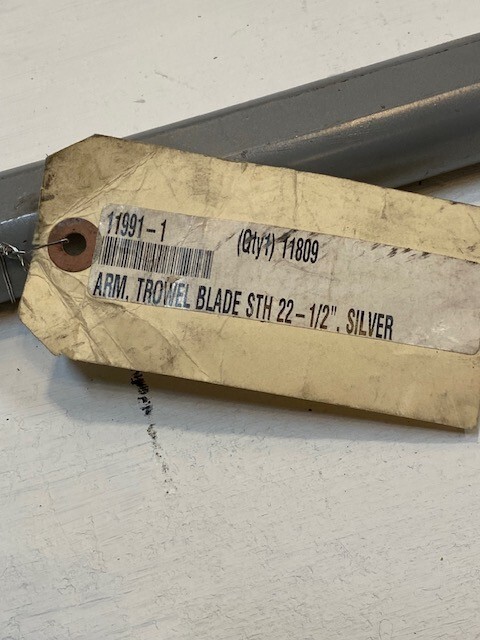 11991-1 (Qty1) 11809
ARM, TROWEL BLADE STH 22-1/2", SILVER